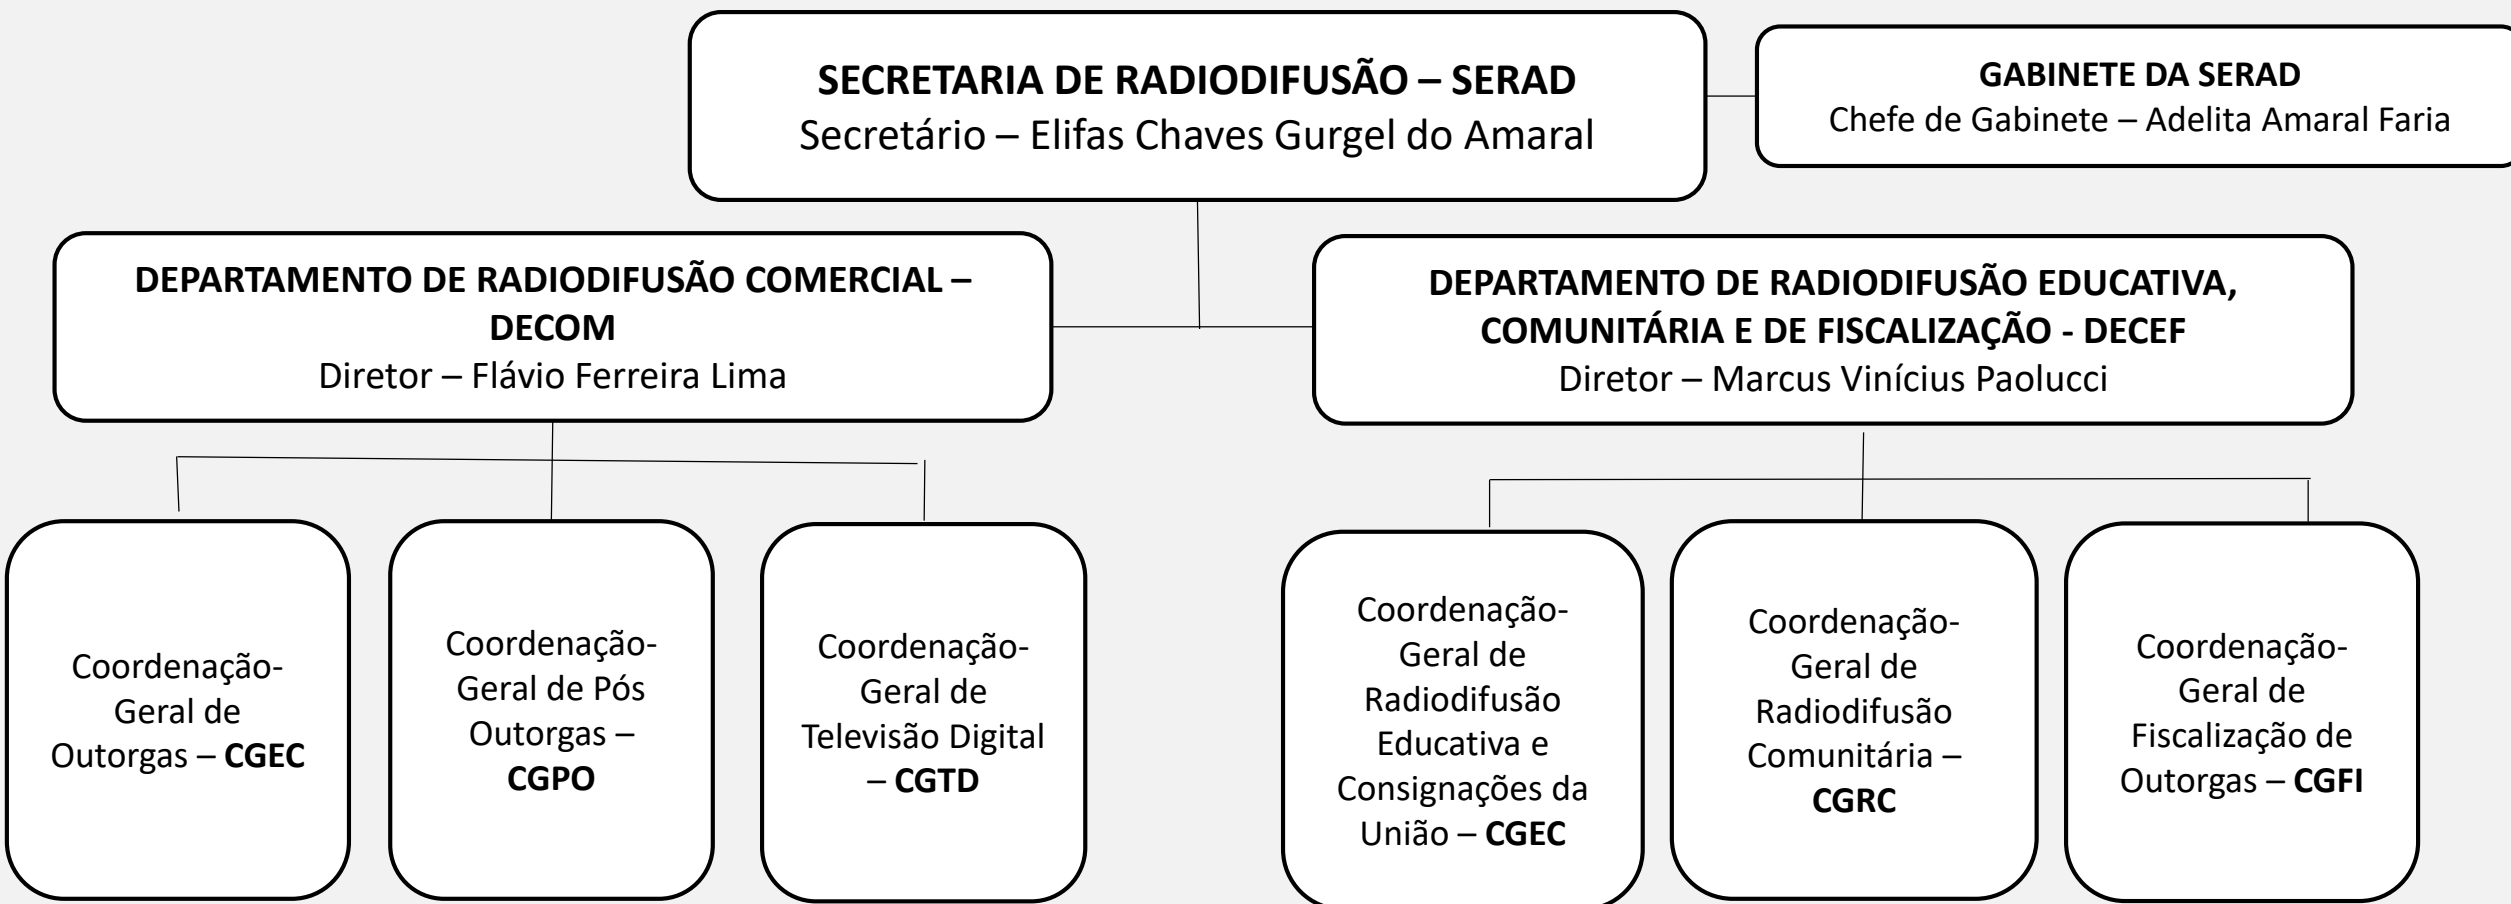 SECRETARIA DE RADIODIFUSÃO – SERAD
Secretário – Elifas Chaves Gurgel do Amaral
GABINETE DA SERAD
Chefe de Gabinete – Adelita Amaral Faria
DEPARTAMENTO DE RADIODIFUSÃO COMERCIAL –
DECOM
Diretor – Flávio Ferreira Lima
DEPARTAMENTO DE RADIODIFUSÃO EDUCATIVA,
COMUNITÁRIA E DE FISCALIZAÇÃO - DECEF
Diretor – Marcus Vinícius Paolucci
Coordenação-
Geral de
Outorgas – CGEC
Coordenação-
Geral de Pós
Outorgas –
CGPO
Coordenação-
Geral de
Televisão Digital
– CGTD
Coordenação-
Geral de
Radiodifusão
Educativa e
Consignações da
União – CGEC
Coordenação-
Geral de
Radiodifusão
Comunitária –
CGRC
Coordenação-
Geral de
Fiscalização de
Outorgas – CGFI